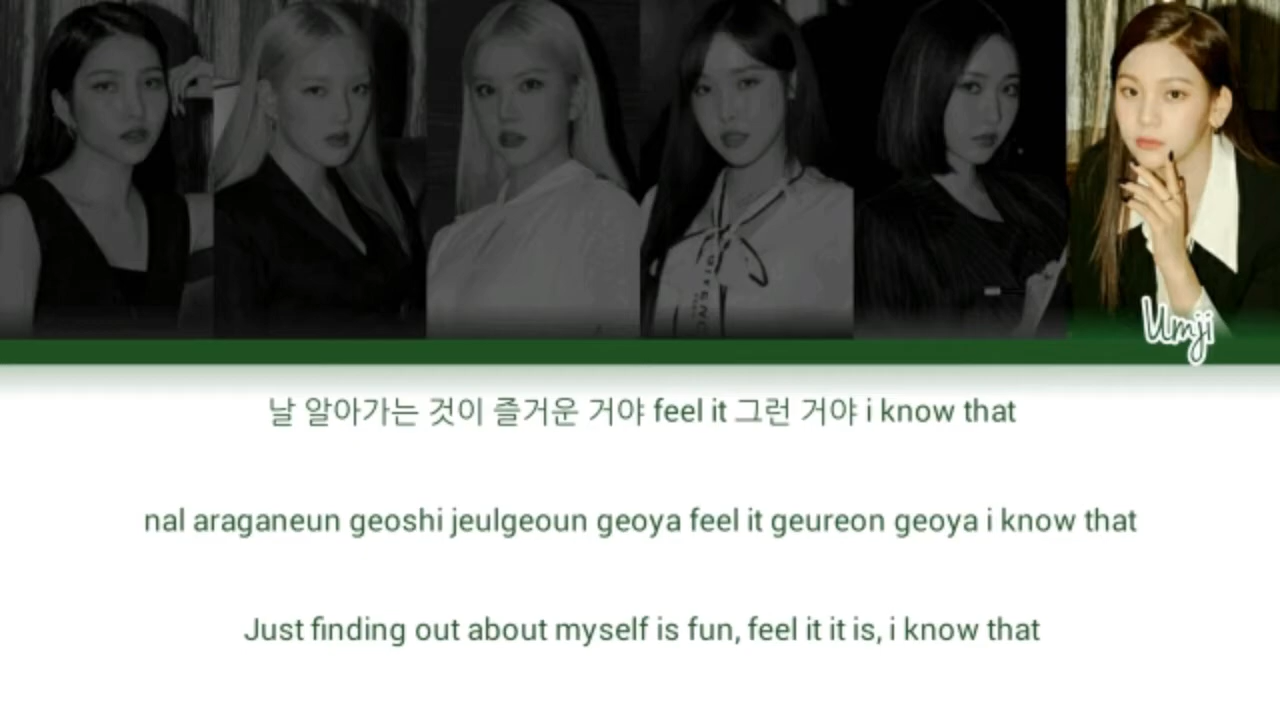 Umji
날 알아가는 것이 즐거운 거야 feel it 그런 거야 i know that
nal araganeun geoshi jeulgeoun geoya feel it geureon geoya i know that
Just finding out about myself is fun, feel it it is, i know that